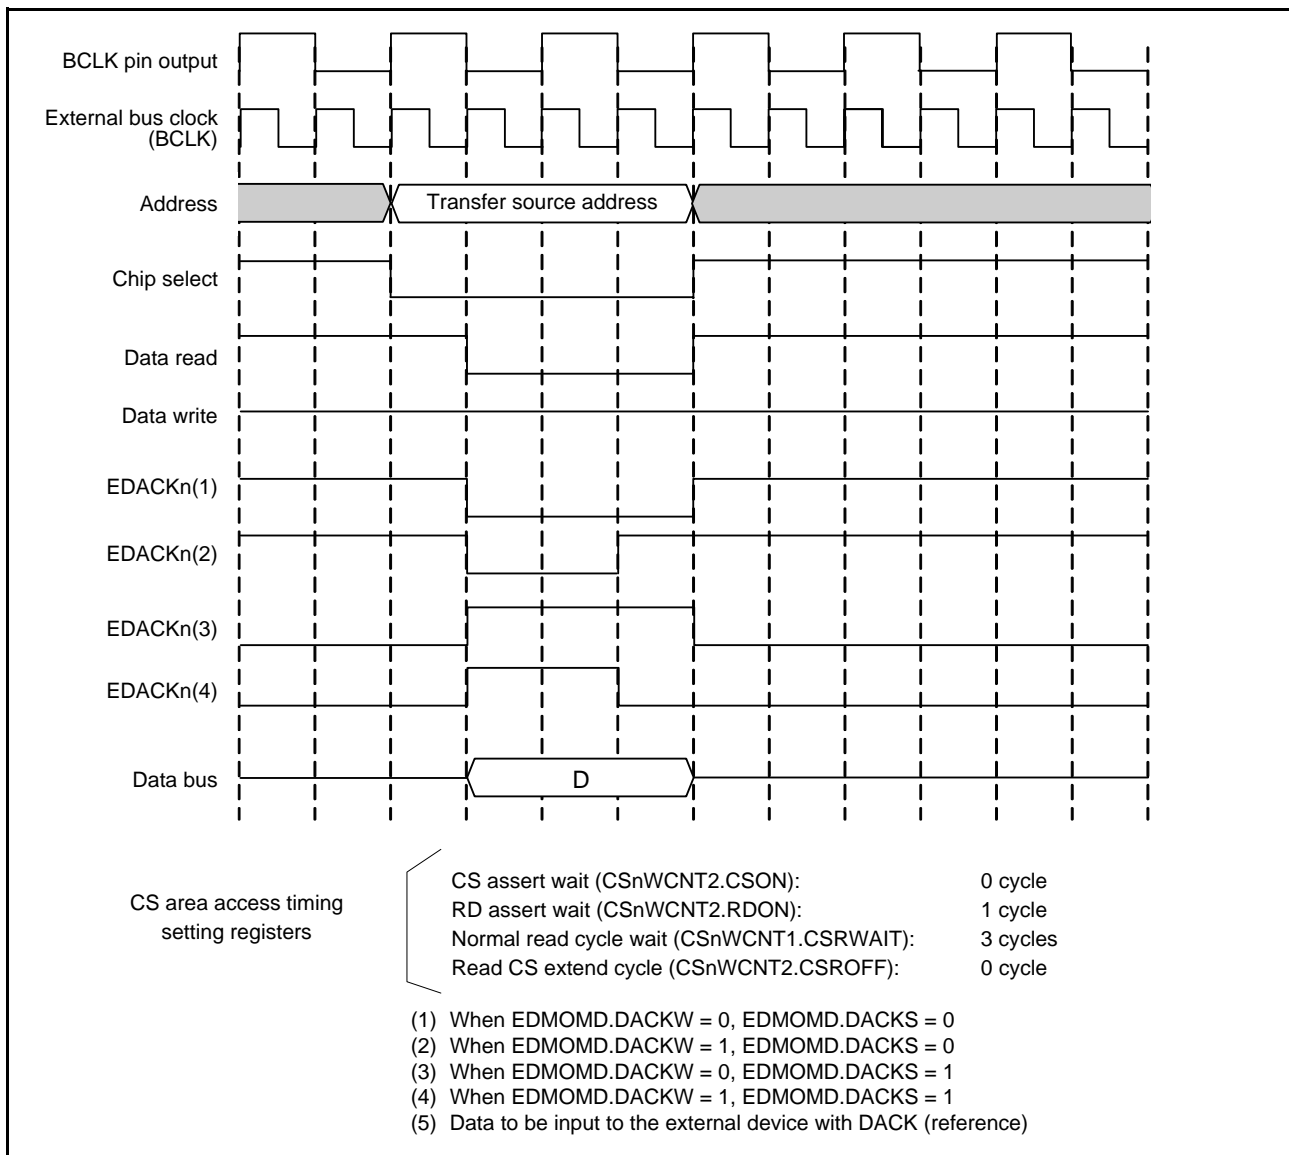 BCLK pin output
External bus clock
(BCLK)
Address
Transfer source address
Chip select
Data read
Data write
EDACKn(1)
EDACKn(2)
EDACKn(3)
EDACKn(4)
Data bus
D
CS area access timing
setting registers
CS assert wait (CSnWCNT2.CSON): 0 cycle
RD assert wait (CSnWCNT2.RDON): 1 cycle
Normal read cycle wait (CSnWCNT1.CSRWAIT): 3 cycles
Read CS extend cycle (CSnWCNT2.CSROFF): 0 cycle
(1) When EDMOMD.DACKW = 0, EDMOMD.DACKS = 0
(2) When EDMOMD.DACKW = 1, EDMOMD.DACKS = 0
(3) When EDMOMD.DACKW = 0, EDMOMD.DACKS = 1
(4) When EDMOMD.DACKW = 1, EDMOMD.DACKS = 1
(5) Data to be input to the external device with DACK (reference)